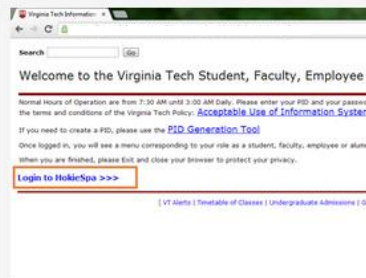 Virginia Tech Information
Search Go
Welcome to the Virginia Tech Student, Faculty, Employee
Normal Hours of Operation are from 7:30 AM until 3:00 AM Daily. Please enter your PID and your passwo
the terms and conditions of the Virginia Tech Policy: Acceptable Use of Information System
If you need to create a PID, please use the PID Generation Tool
Once logged in, you will see a menu corresponding to your role as a student, faculty, employee or alum
When you are finished, please Exit and close your browser to protect your privacy.
Login to HokieSpa >>>
[ VT Alerts | Timetable of Classes | Undergraduate Admissions | G